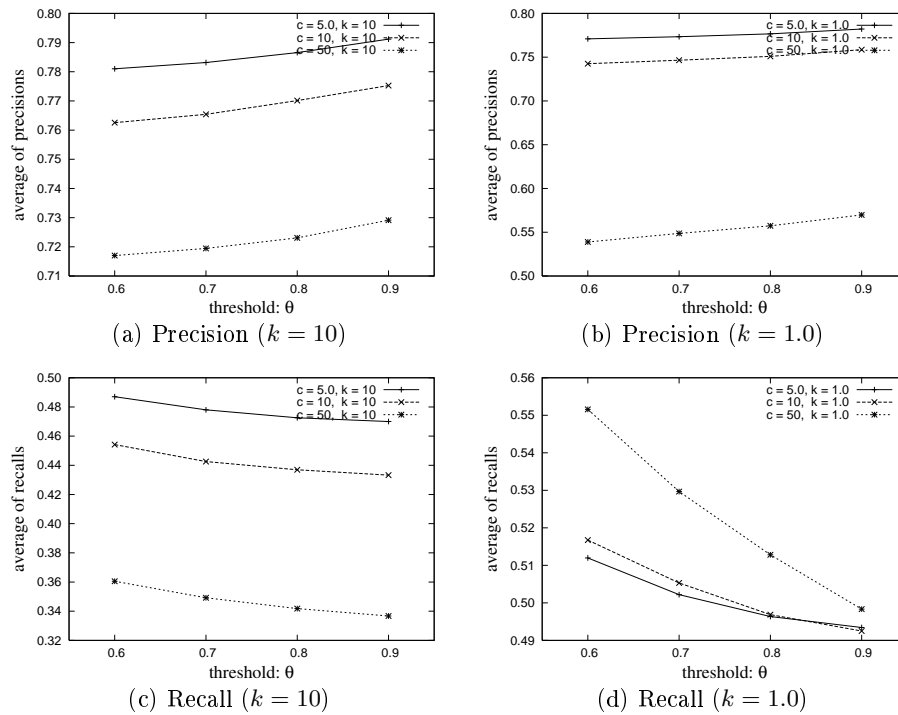 0.80
0.79
0.78
0.77
0.76
0.75
0.74
0.73
0.72
0.71
0.6
0.7
0.8
0.9
average of precisions
threshold: θ
c = 5.0, k = 10
c = 10, k = 10
c = 50, k = 10
(a) Precision (k = 10)
0.80
0.75
0.70
0.65
0.60
0.55
0.50
0.6
0.7
0.8
0.9
average of precisions
threshold: θ
c = 5.0, k = 1.0
c = 10, k = 1.0
c = 50, k = 1.0
(b) Precision (k = 1.0)
0.50
0.48
0.46
0.44
0.42
0.40
0.38
0.36
0.34
0.32
0.6
0.7
0.8
0.9
average of recalls
threshold: θ
c = 5.0, k = 10
c = 10, k = 10
c = 50, k = 10
(c) Recall (k = 10)
0.56
0.55
0.54
0.53
0.52
0.51
0.50
0.49
0.6
0.7
0.8
0.9
average of recalls
threshold: θ
c = 5.0, k = 1.0
c = 10, k = 1.0
c = 50, k = 1.0
(d) Recall (k = 1.0)